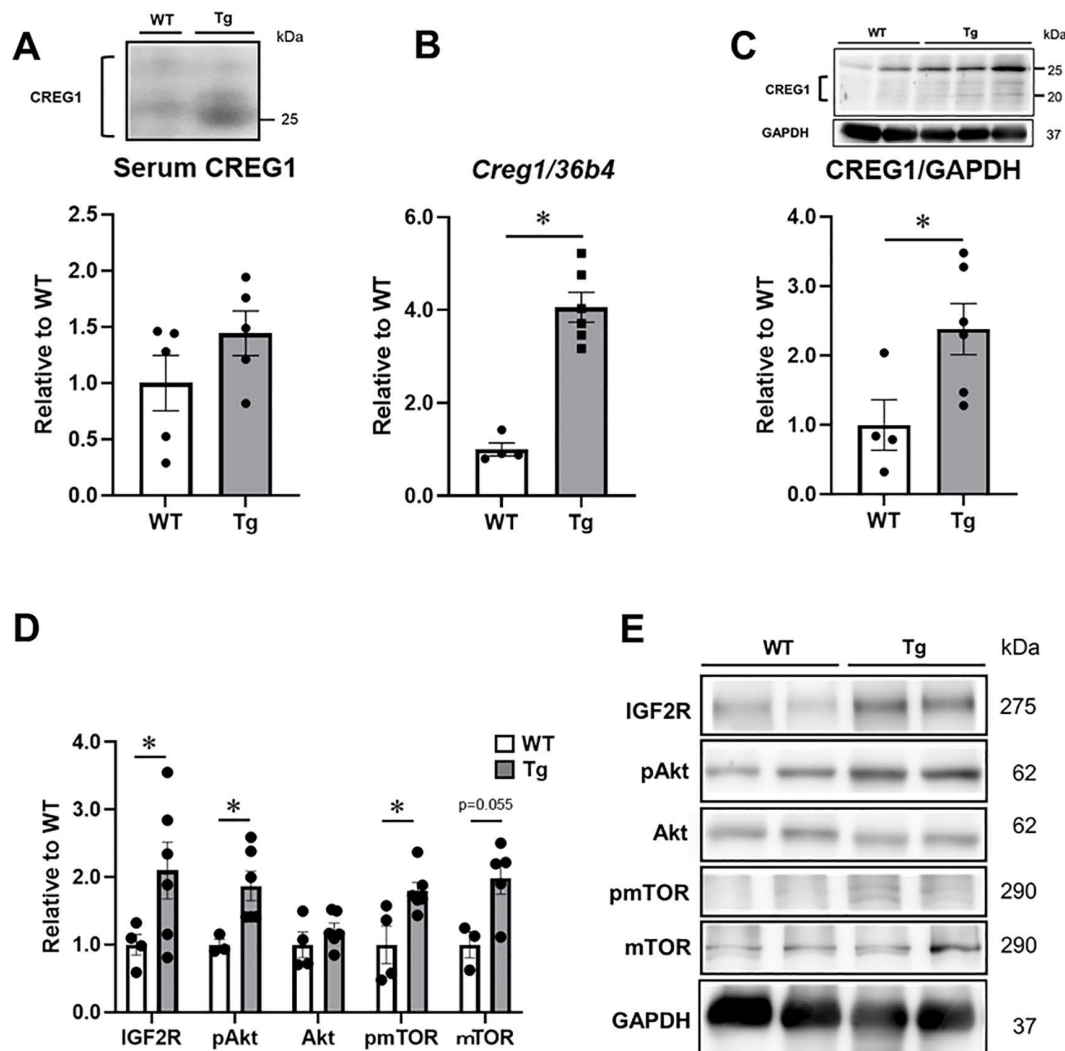 A
WT Tg
kDa
CREG1
25
Serum CREG1
Relative to WT
2.5
2.0
1.5
1.0
0.5
0.0
WT Tg
B
Creg1/36b4
Relative to WT
6.0
4.0
2.0
0.0
*
WT Tg
C
WT Tg
kDa
CREG1
25
20
GAPDH
37
CREG1/GAPDH
Relative to WT
4.0
3.0
2.0
1.0
0.0
*
WT Tg
D
Relative to WT
4.0
3.0
2.0
1.0
0.0
WT
Tg
*
*
*
p=0.055
IGF2R pAkt Akt pmTOR mTOR
E
WT Tg kDa
IGF2R 275
pAkt 62
Akt 62
pmTOR 290
mTOR 290
GAPDH 37